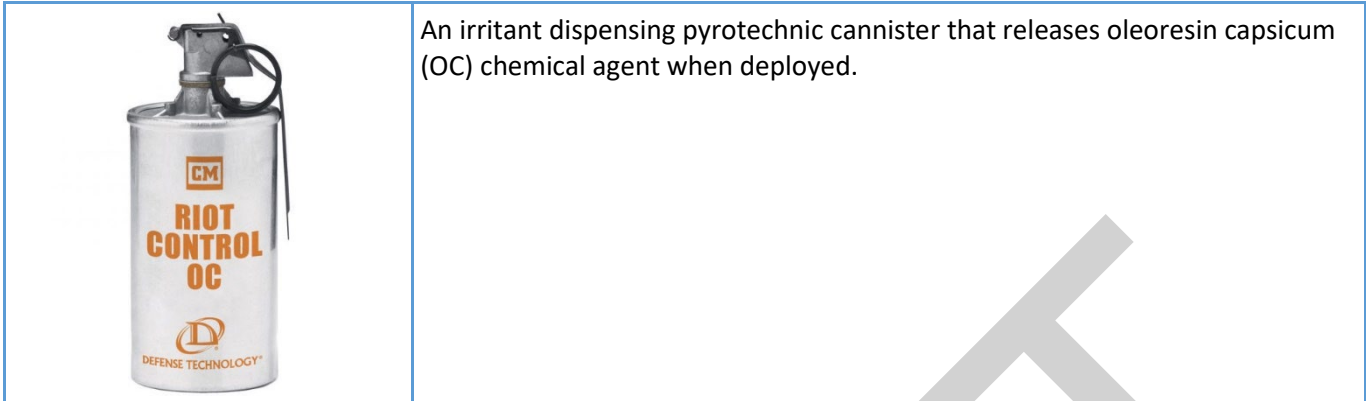 An irritant dispensing pyrotechnic cannister that releases oleoresin capsicum
(OC) chemical agent when deployed.
CM
RIOT
CONTROL
OC
D
DEFENSE TECHNOLOGY®